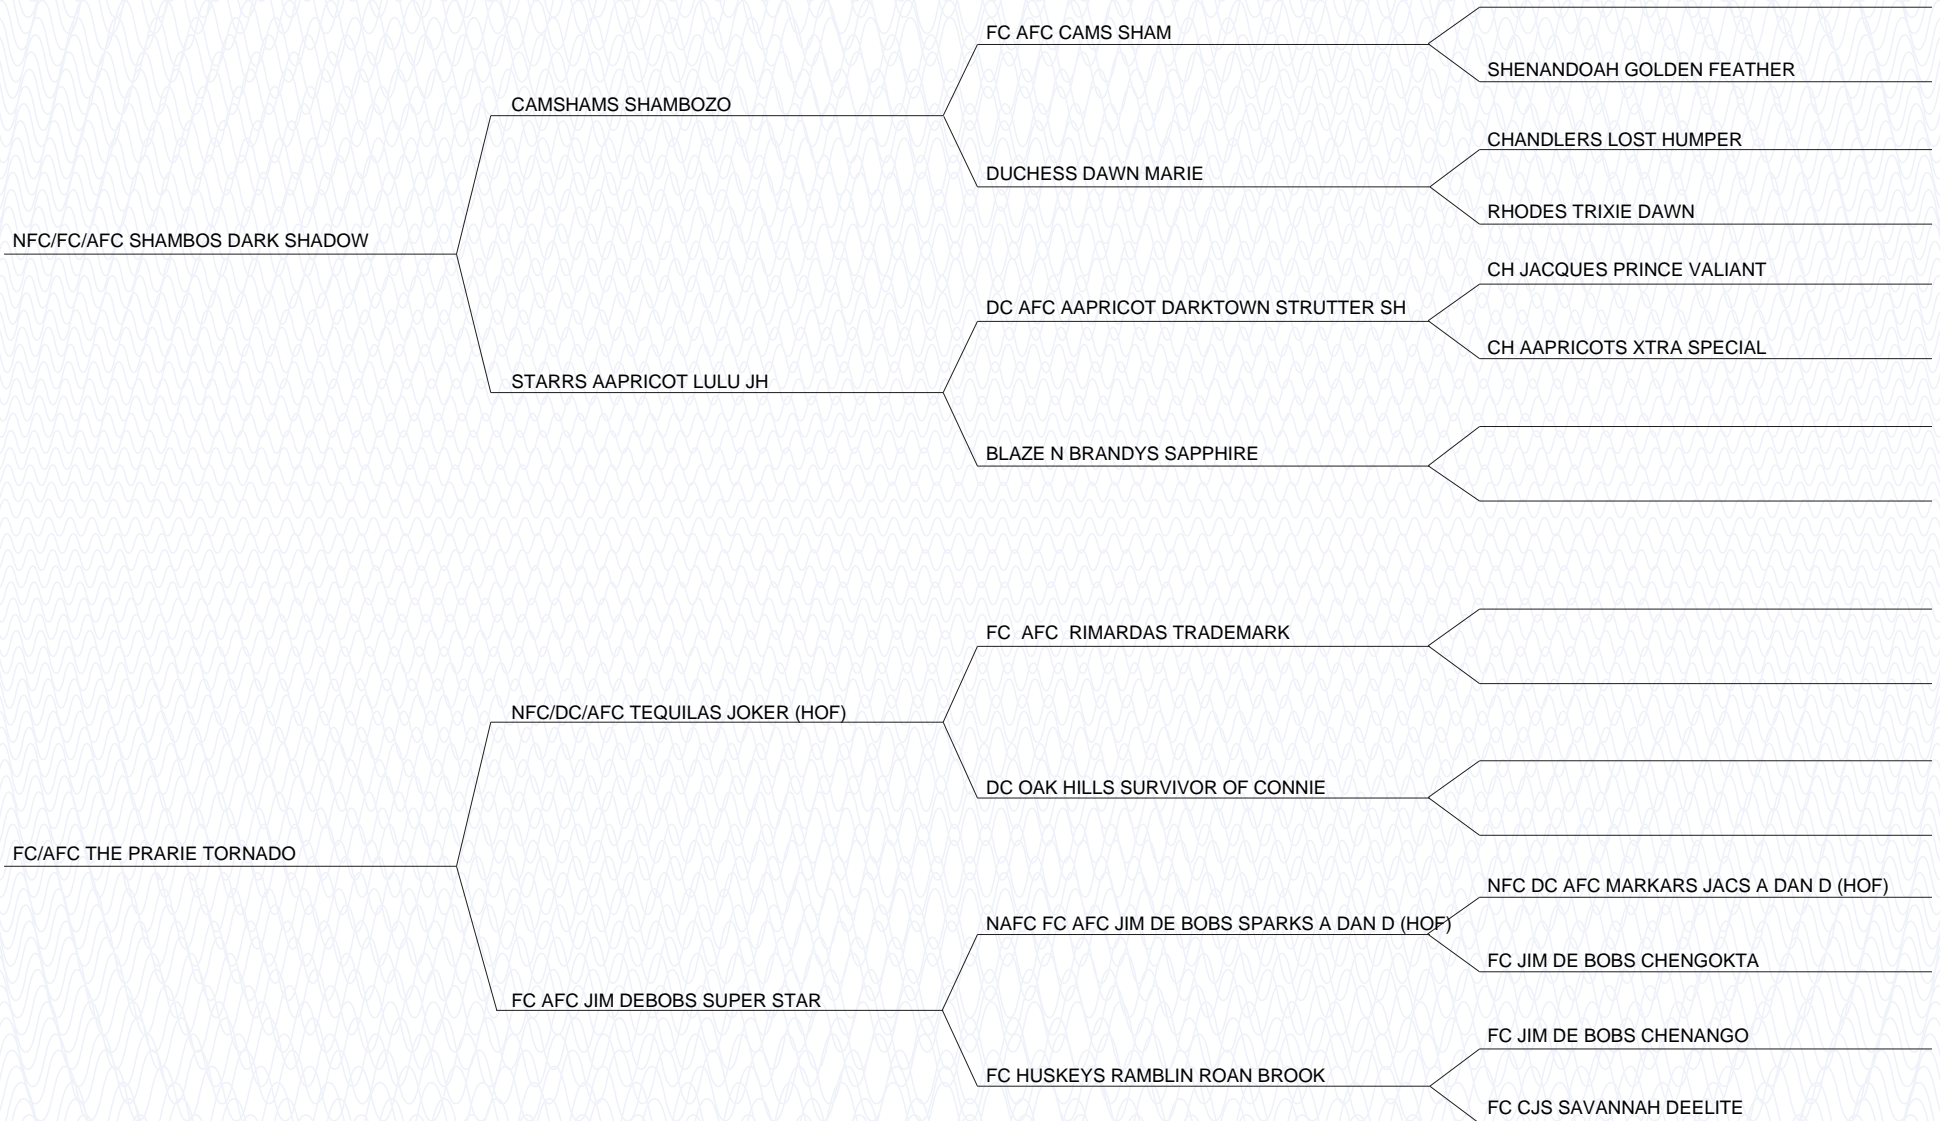 FC AFC CAMS SHAM
SHENANDOAH GOLDEN FEATHER
CAMSHAMS SHAMBOZO
CHANDLERS LOST HUMPER
DUCHESS DAWN MARIE
RHODES TRIXIE DAWN
NFC/FC/AFC SHAMBOS DARK SHADOW
CH JACQUES PRINCE VALIANT
DC AFC AAPRICOT DARKTOWN STRUTTER SH
CH AAPRICOTS XTRA SPECIAL
STARRS AAPRICOT LULU JH
BLAZE N BRANDYS SAPPHIRE
FC AFC RIMARDAS TRADEMARK
NFC/DC/AFC TEQUILAS JOKER (HOF)
DC OAK HILLS SURVIVOR OF CONNIE
FC/AFC THE PRARIE TORNADO
NFC DC AFC MARKARS JACS A DAN D (HOF)
NAFC FC AFC JIM DE BOBS SPARKS A DAN D (HOF)
FC JIM DE BOBS CHENGOKTA
FC AFC JIM DEBOBS SUPER STAR
FC JIM DE BOBS CHENANGO
FC HUSKEYS RAMBLIN ROAN BROOK
FC CJS SAVANNAH DEELITE